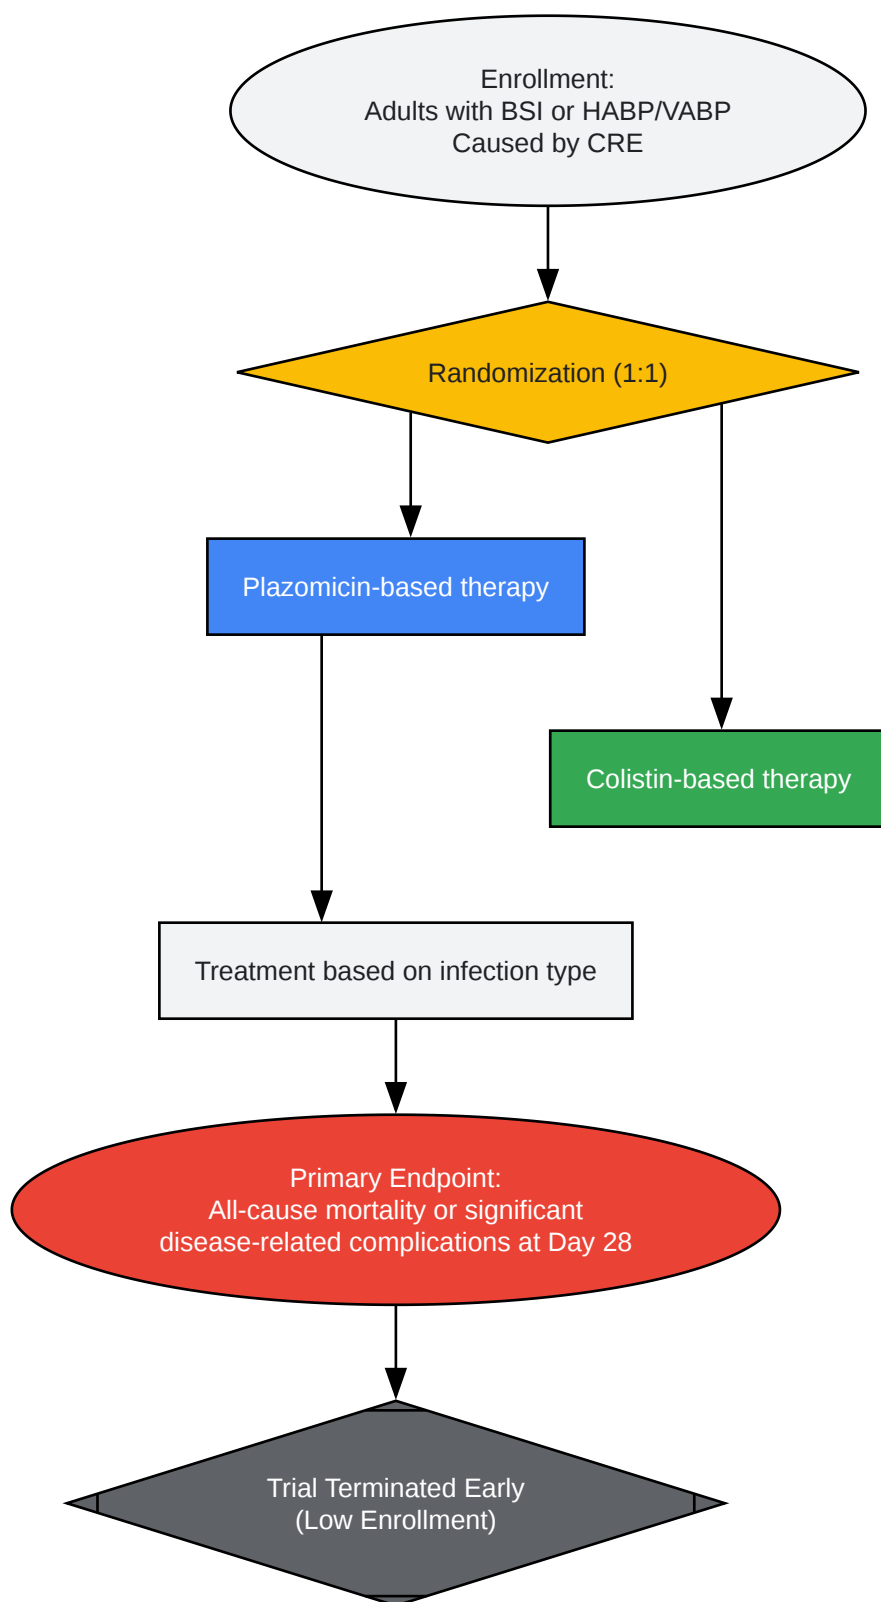 Enrollment:
Adults with BSI or HABP/VABP
Caused by CRE
Randomization (1:1)
Plazomicin-based therapy
Colistin-based therapy
Treatment based on infection type
Primary Endpoint:
All-cause mortality or significant
disease-related complications at Day 28
Trial Terminated Early
(Low Enrollment)